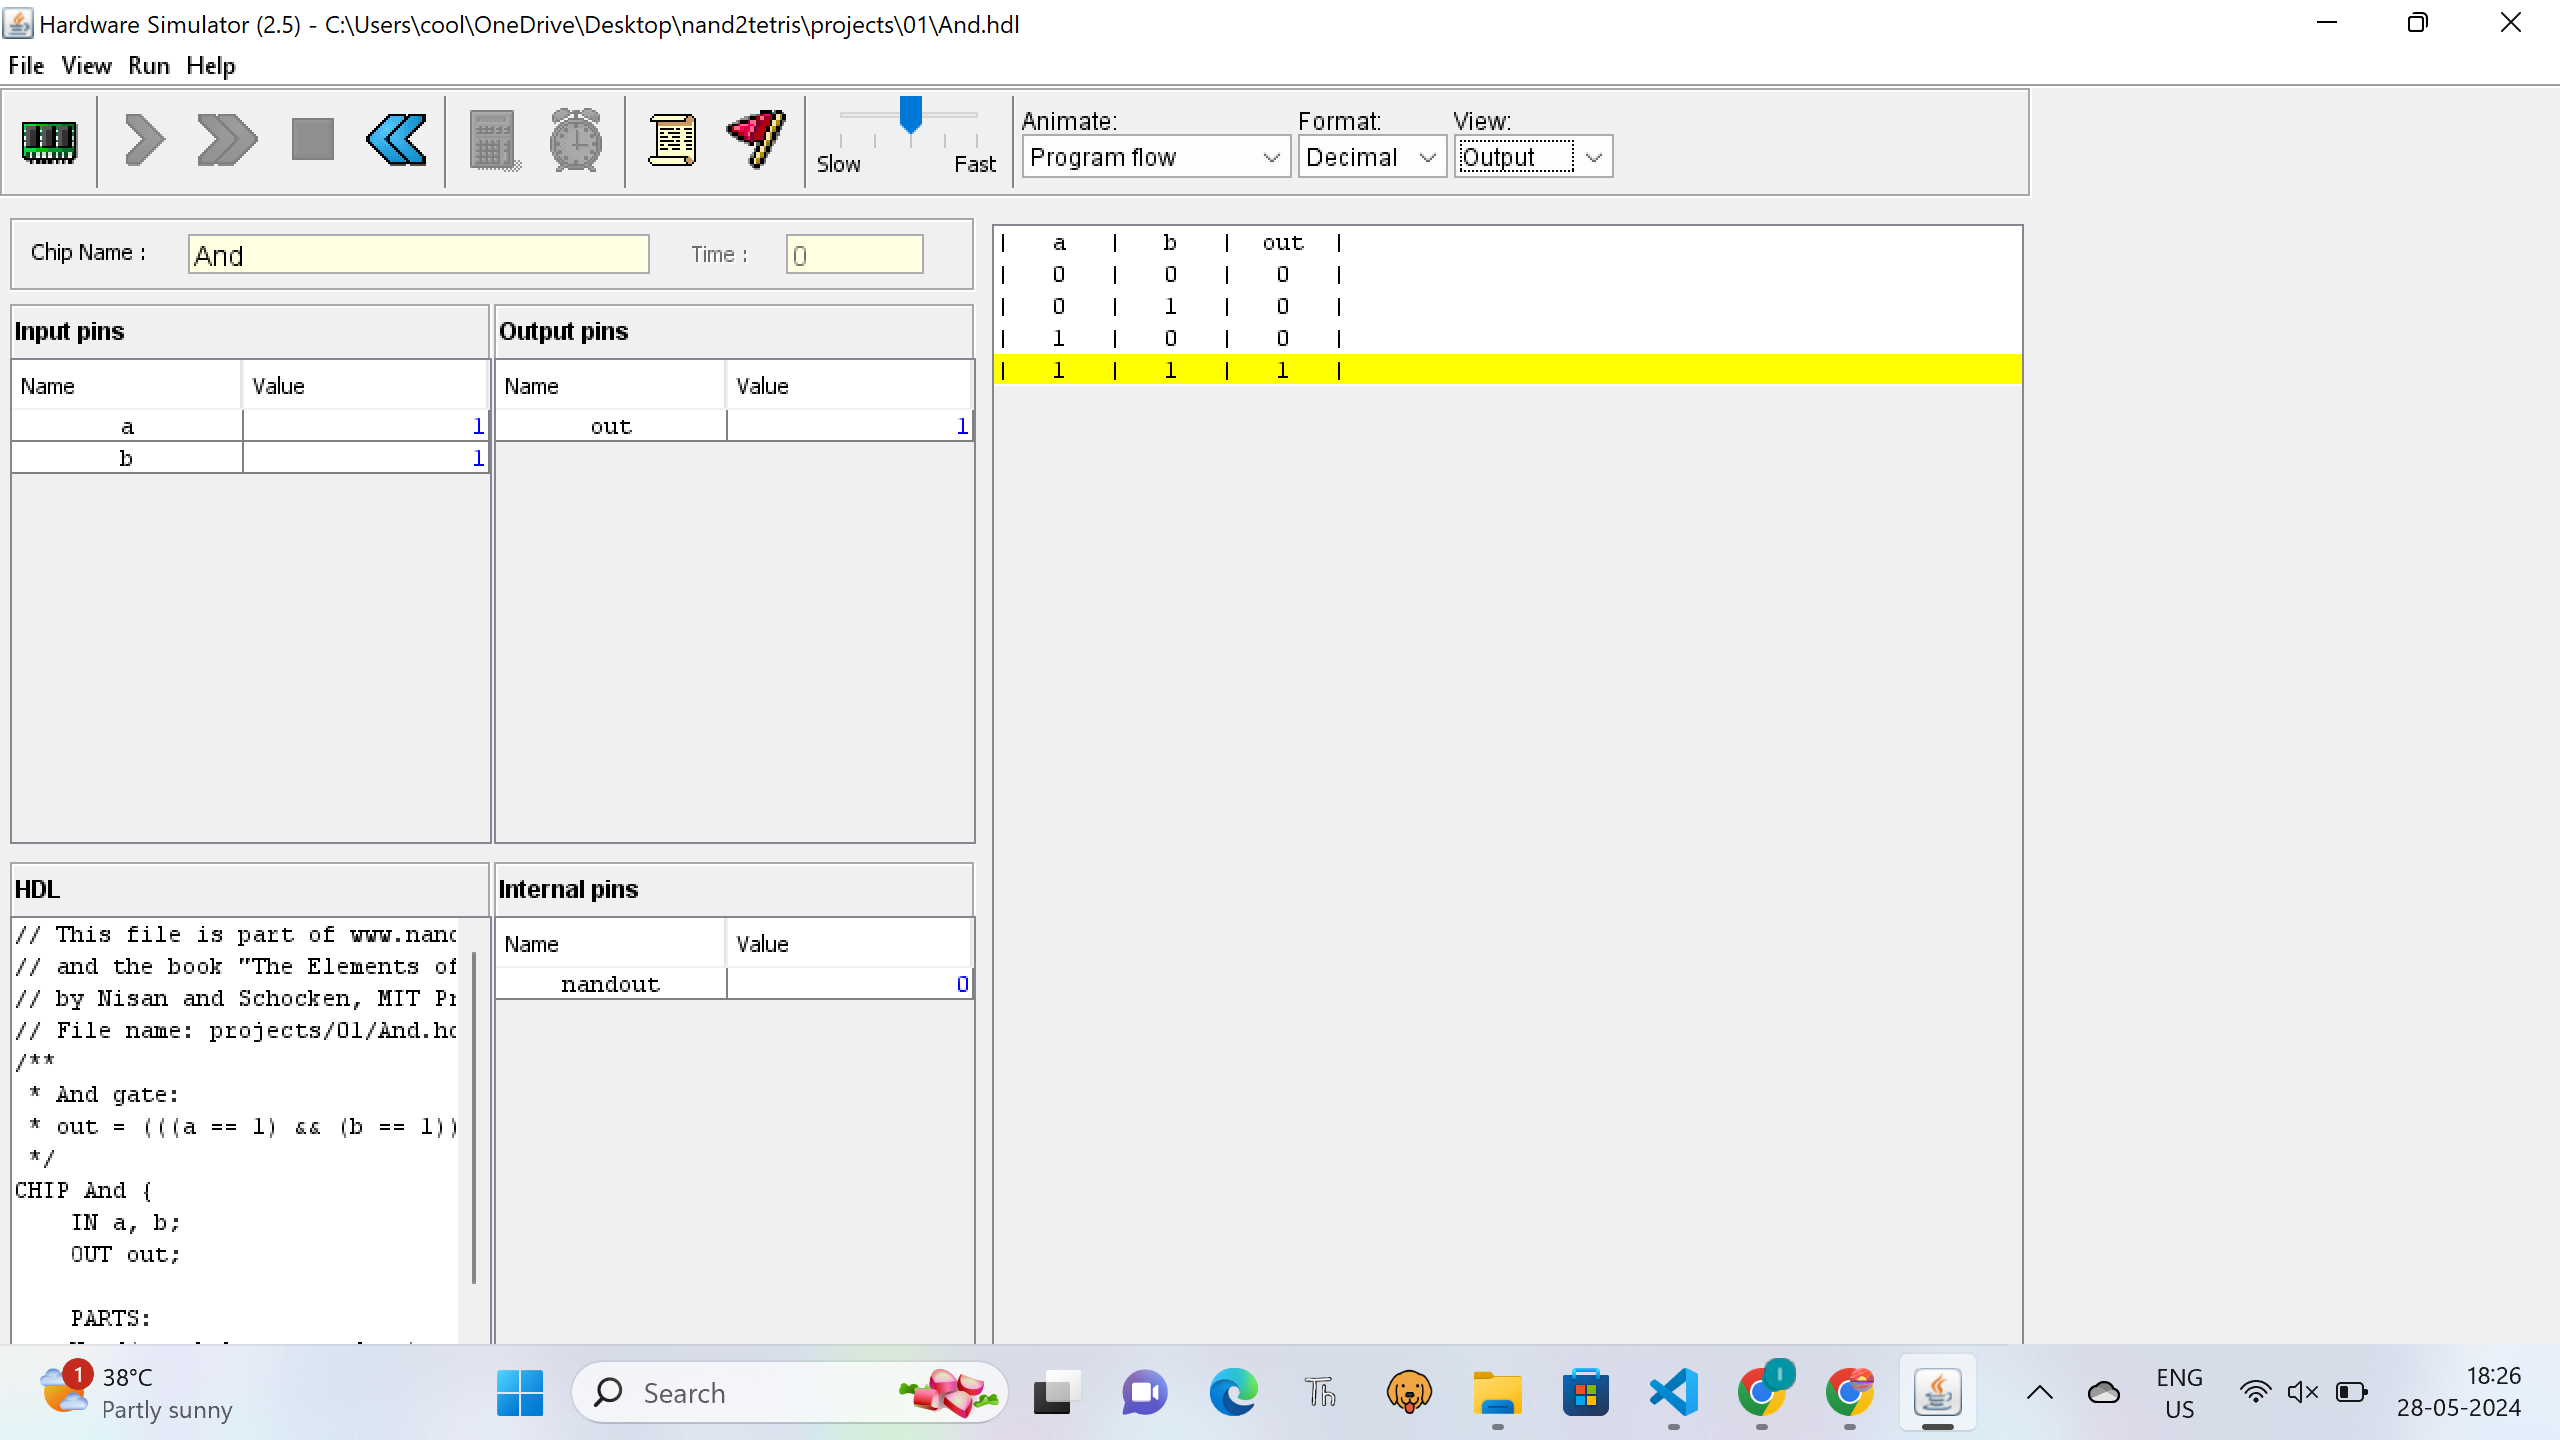 Hardware Simulator (2.5) - C:\Users\cool\OneDrive\Desktop\nand2tetris\projects\01\And.hdl
File View Run Help
Slow Fast
Animate: Format: View:
Program flow Decimal Output
Chip Name : And Time : 0
| a | b | out |
| 0 | 0 | 0 |
| 0 | 1 | 0 |
| 1 | 0 | 0 |
| 1 | 1 | 1 |
Input pins
Name Value
a 1
b 1
Output pins
Name Value
out 1
HDL
// This file is part of www.nand
// and the book "The Elements of
// by Nisan and Schocken, MIT Pr
// File name: projects/01/And.hd
/**
* And gate:
* out = (((a == 1) && (b == 1))
*/
CHIP And {
IN a, b;
OUT out;
PARTS:
Internal pins
Name Value
nandout 0
1
38°C
Partly sunny
Search
Th
ENG
US
18:26
28-05-2024